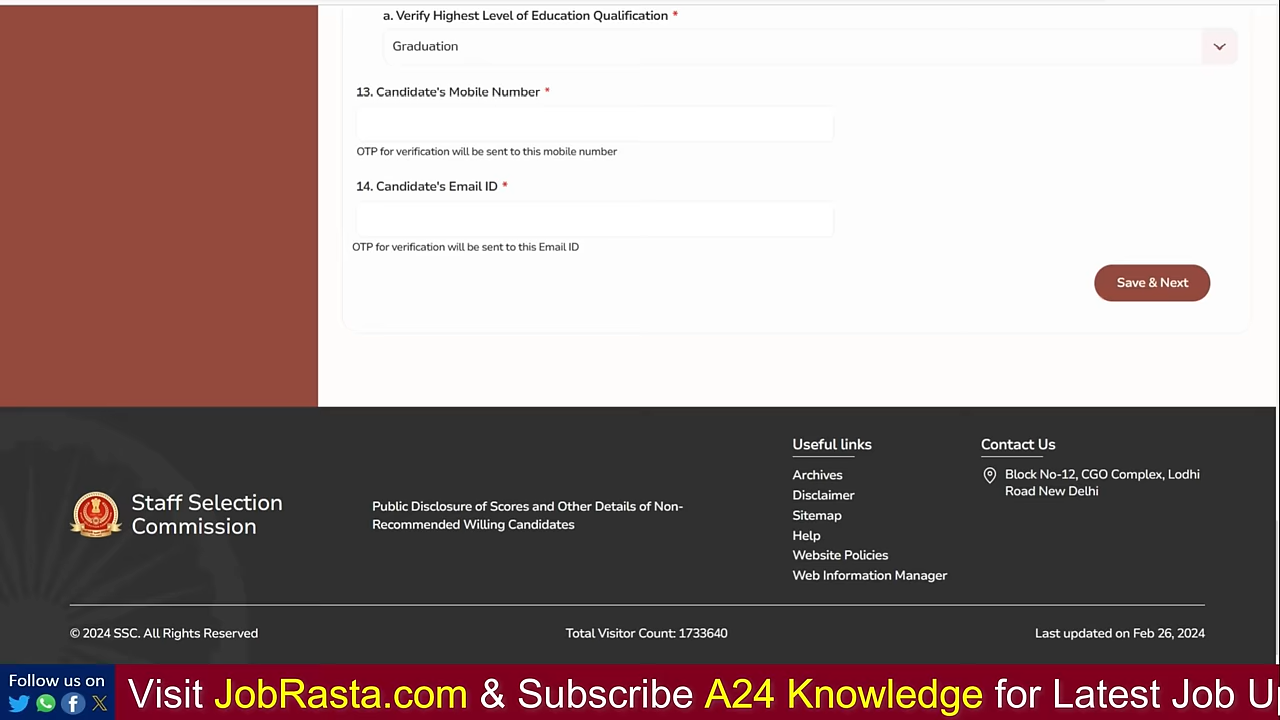 a. Verify Highest Level of Education Qualification *
Graduation
13. Candidate's Mobile Number *
OTP for verification will be sent to this mobile number
14. Candidate's Email ID *
OTP for verification will be sent to this Email ID
Save & Next
Staff Selection
Commission
Public Disclosure of Scores and Other Details of Non-
Recommended Willing Candidates
Useful links
Archives
Disclaimer
Sitemap
Help
Website Policies
Web Information Manager
Contact Us
Block No-12, CGO Complex, Lodhi
Road New Delhi
© 2024 SSC. All Rights Reserved
Total Visitor Count: 1733640
Last updated on Feb 26, 2024
Follow us on
Visit JobRasta.com & Subscribe A24 Knowledge for Latest Job U